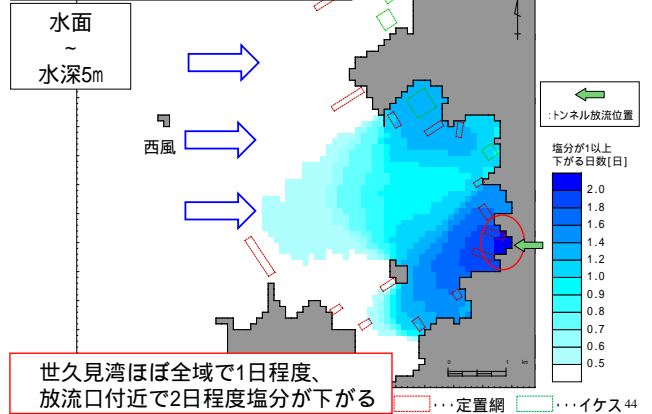 水面
~
水深5m
西風
:トンネル放流位置
塩分が1以上
下がる日数[日]
2.0
1.8
1.6
1.4
1.2
1.0
0.9
0.8
0.7
0.6
0.5
0 1 km
世久見湾ほぼ全域で1日程度、
放流口付近で2日程度塩分が下がる
･･･定置網 ･･･イケス 44